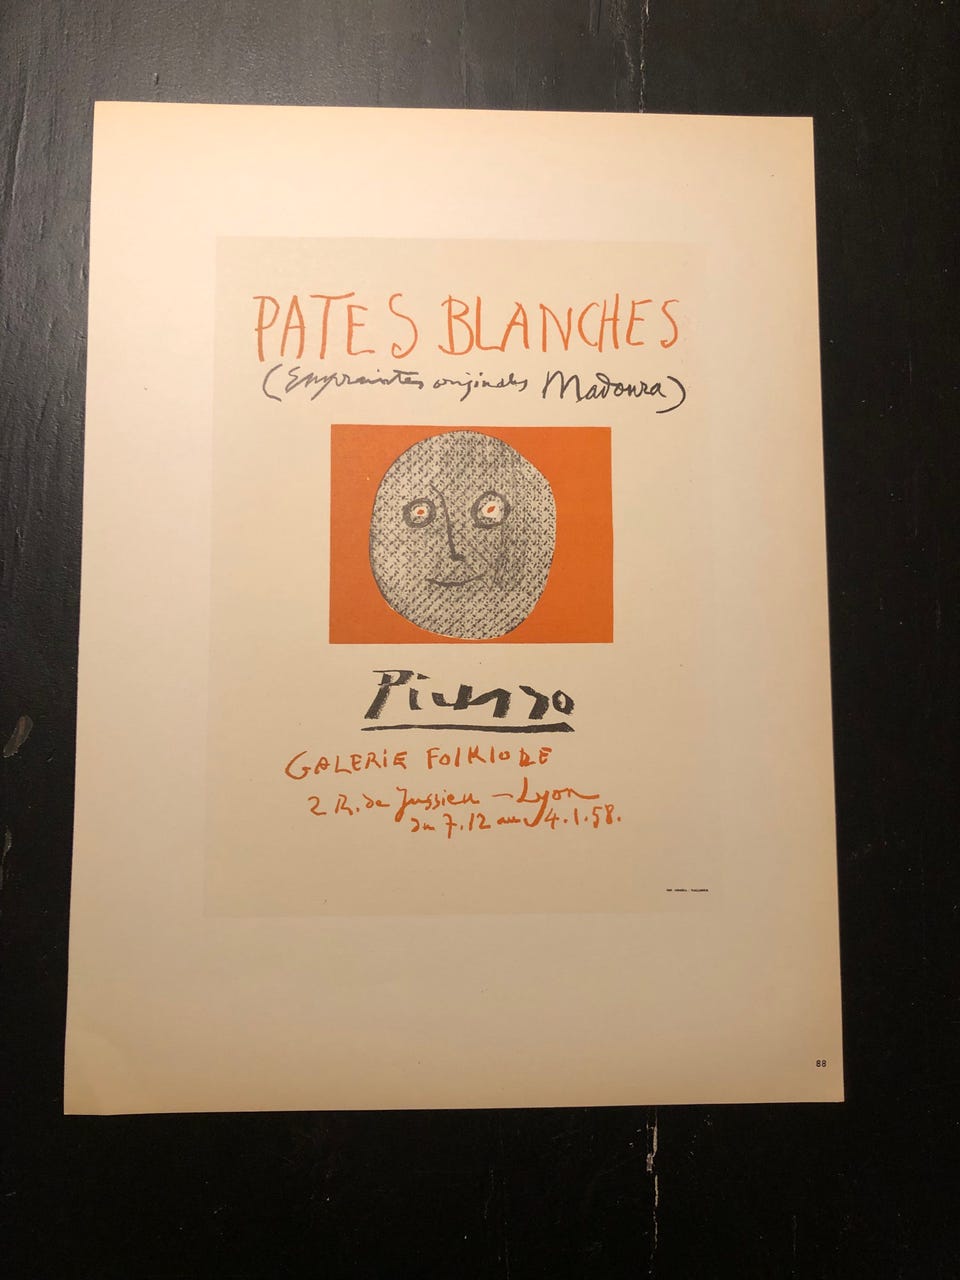 PATES BLANCHES
(Empreintes originales Madoura)
Picasso
GALERIE FOLKLORE
2 R. de Jussieu - Lyon
du 7.12 au 4.1.58.
88